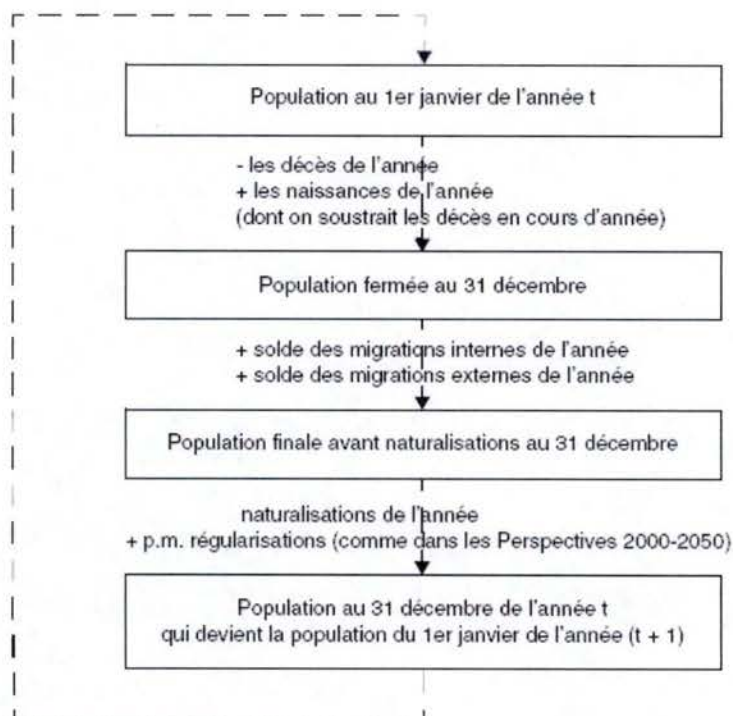 Population au 1er janvier de l'année t
- les décès de l'année
+ les naissances de l'année
(dont on soustrait les décès en cours d'année)
Population fermée au 31 décembre
+ solde des migrations internes de l'année
+ solde des migrations externes de l'année
Population finale avant naturalisations au 31 décembre
naturalisations de l'année
+ p.m. régularisations (comme dans les Perspectives 2000-2050)
Population au 31 décembre de l'année t
qui devient la population du 1er janvier de l'année (t + 1)